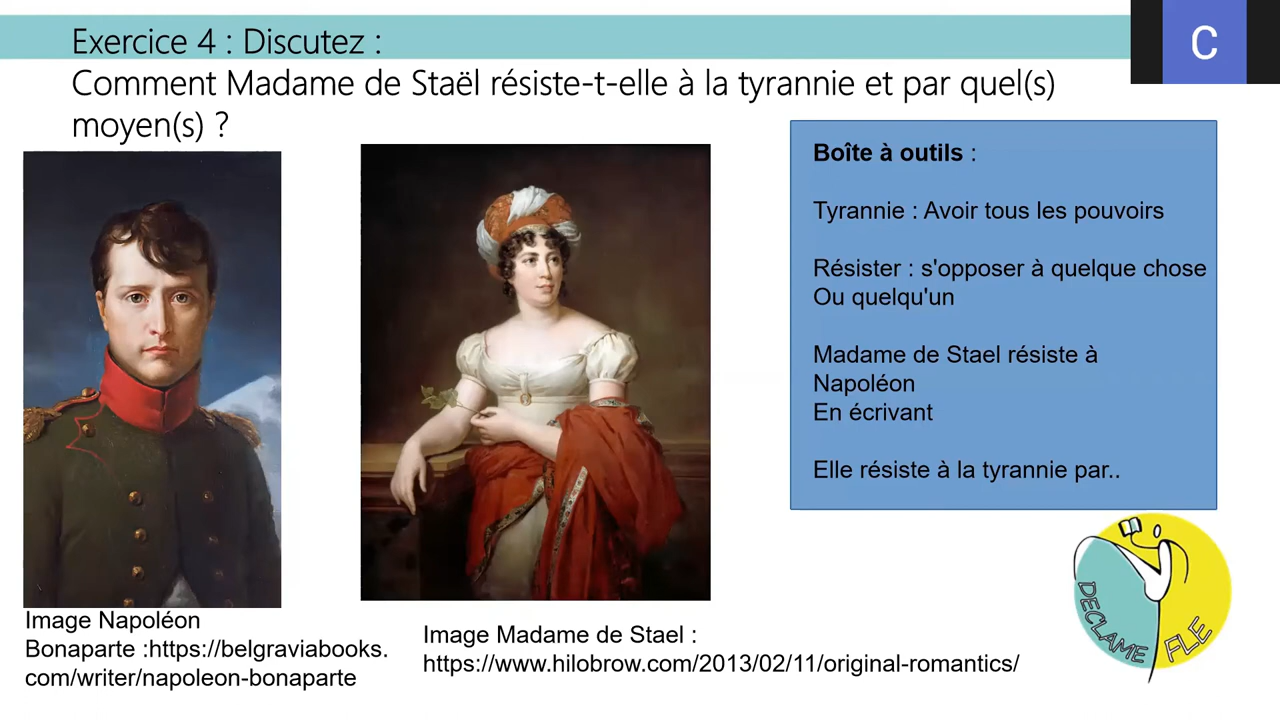 Exercice 4 : Discutez :
Comment Madame de Staël résiste-t-elle à la tyrannie et par quel(s)
moyen(s) ?
C
Boîte à outils :
Tyrannie : Avoir tous les pouvoirs
Résister : s'opposer à quelque chose
Ou quelqu'un
Madame de Stael résiste à
Napoléon
En écrivant
Elle résiste à la tyrannie par..
Image Napoléon
Bonaparte :https://belgraviabooks.
com/writer/napoleon-bonaparte
Image Madame de Stael :
https://www.hilobrow.com/2013/02/11/original-romantics/
DECLAME FLE